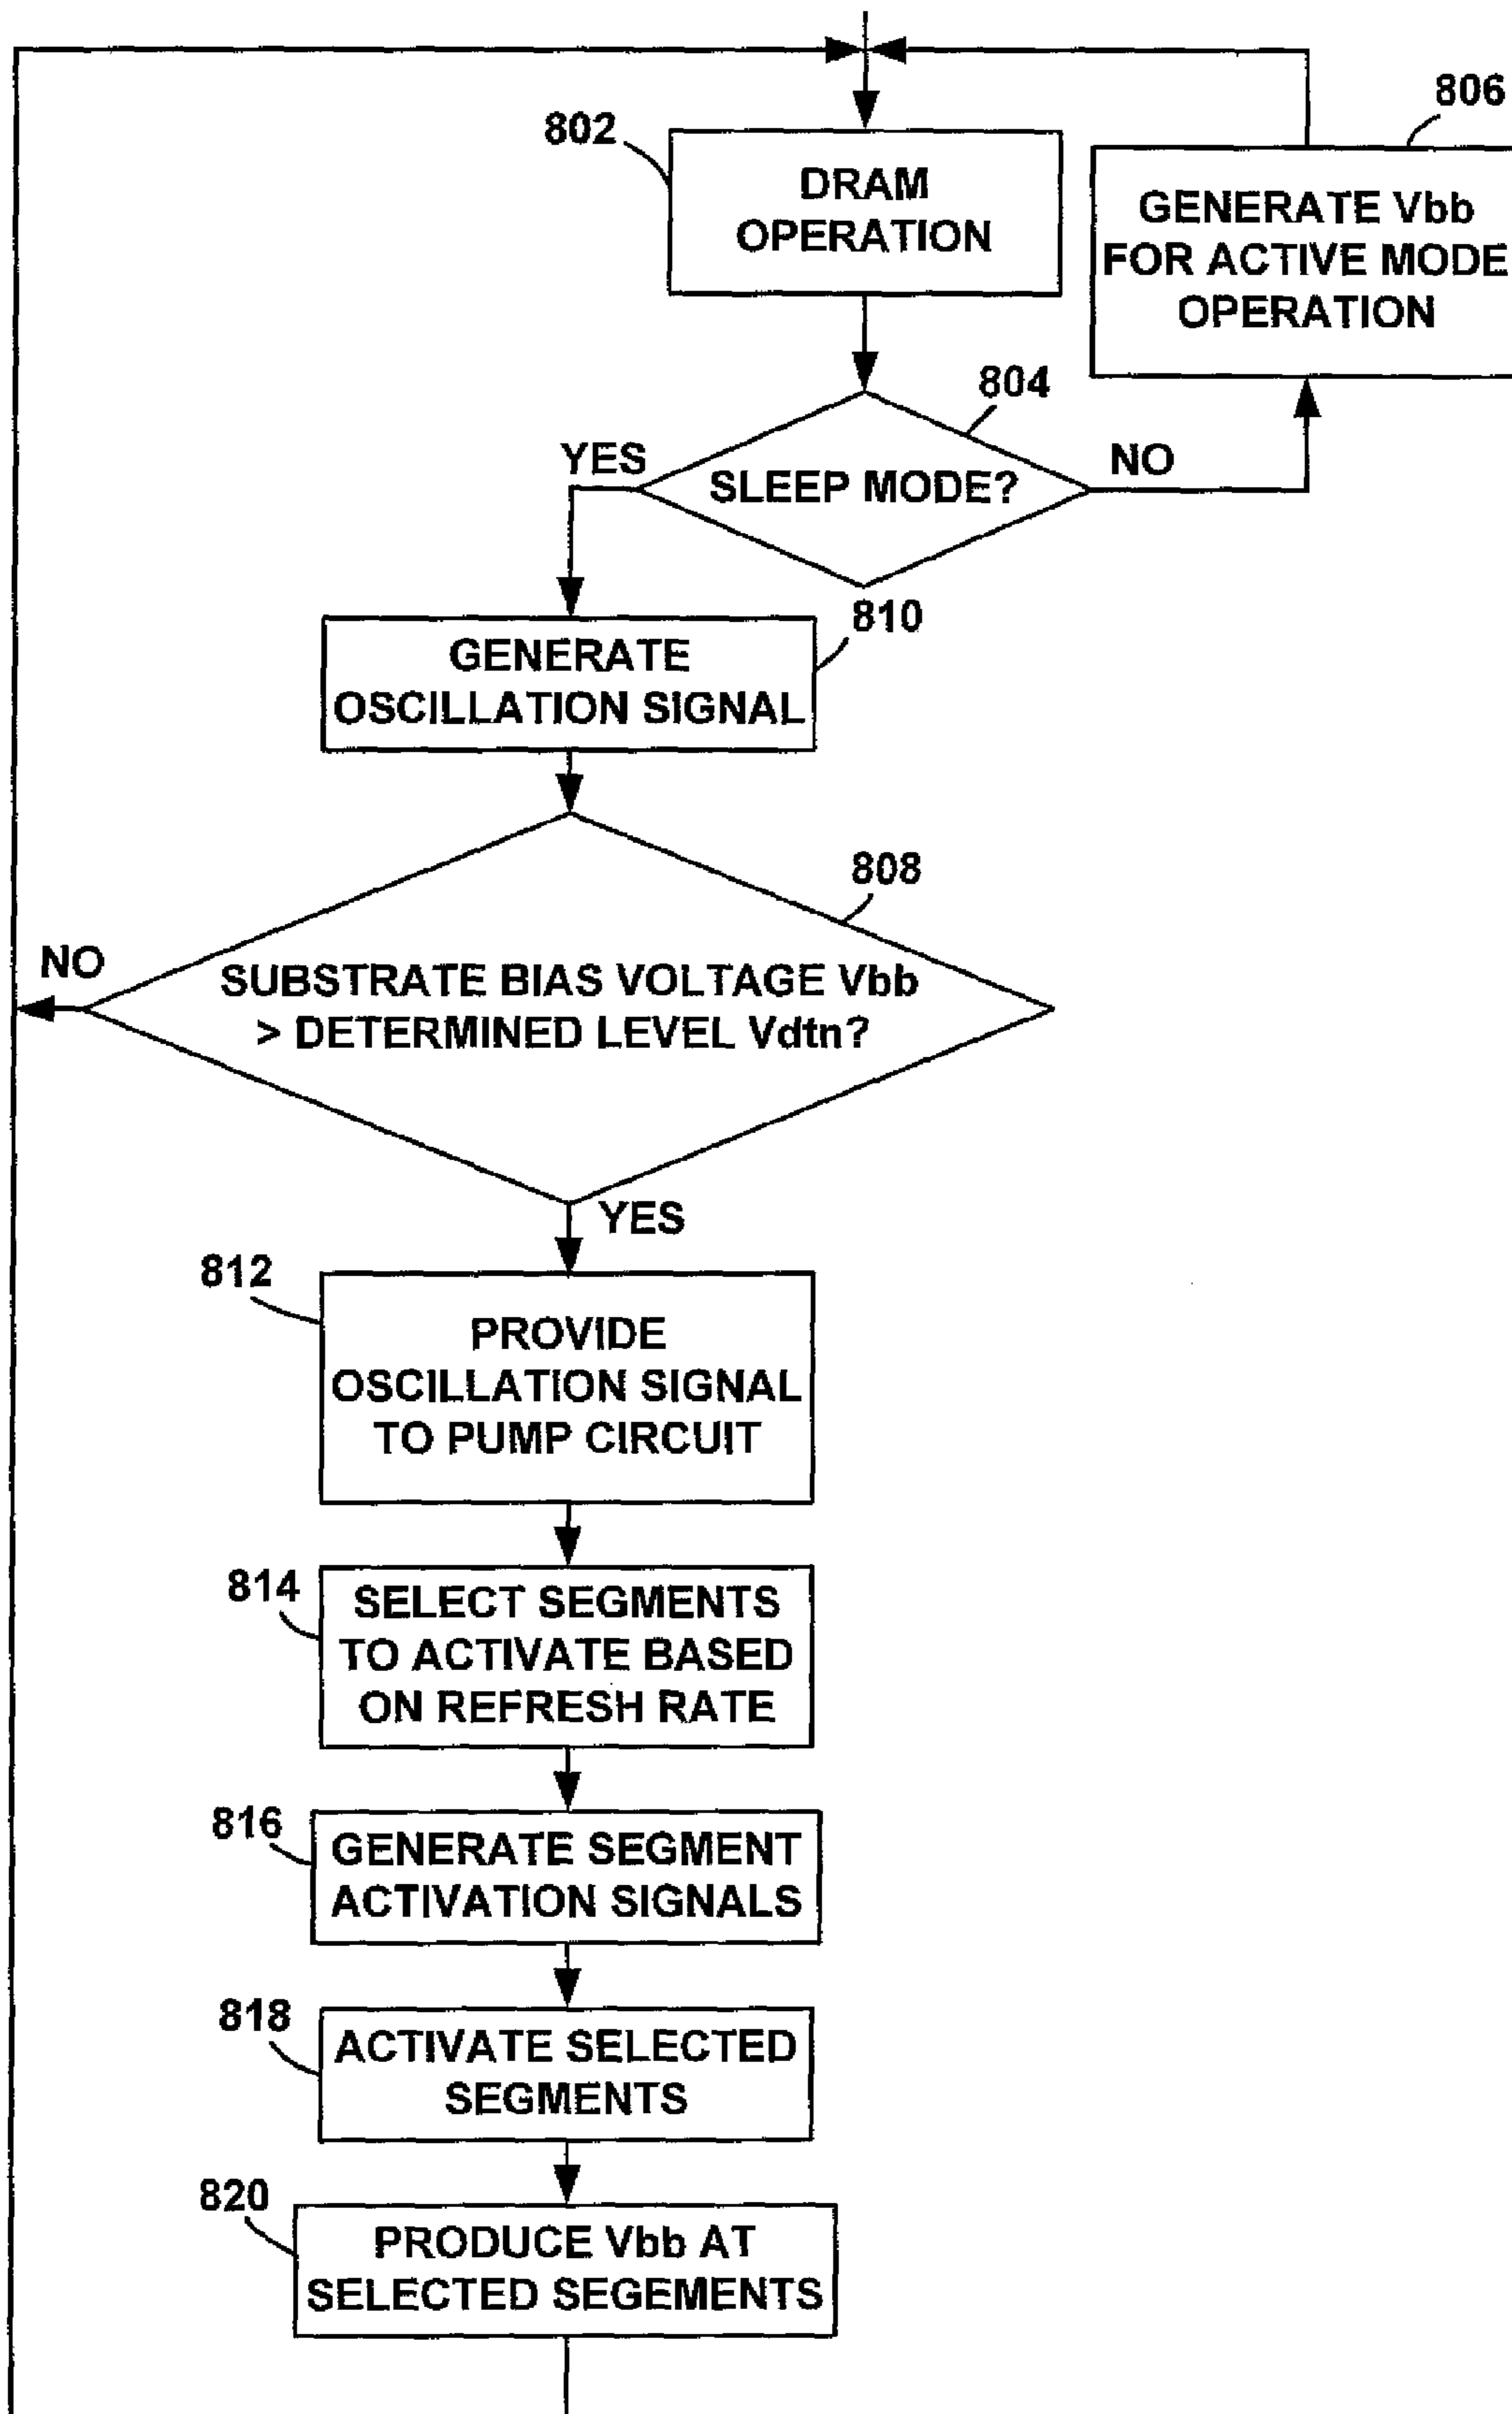 806
802
DRAM
OPERATION
GENERATE Vbb
FOR ACTIVE MODE
OPERATION
804
YES
SLEEP MODE?
NO
810
GENERATE
OSCILLATION SIGNAL
808
NO
SUBSTRATE BIAS VOLTAGE Vbb
> DETERMINED LEVEL Vdtn?
YES
812
PROVIDE
OSCILLATION SIGNAL
TO PUMP CIRCUIT
814
SELECT SEGMENTS
TO ACTIVATE BASED
ON REFRESH RATE
816
GENERATE SEGMENT
ACTIVATION SIGNALS
818
ACTIVATE SELECTED
SEGMENTS
820
PRODUCE Vbb AT
SELECTED SEGEMENTS